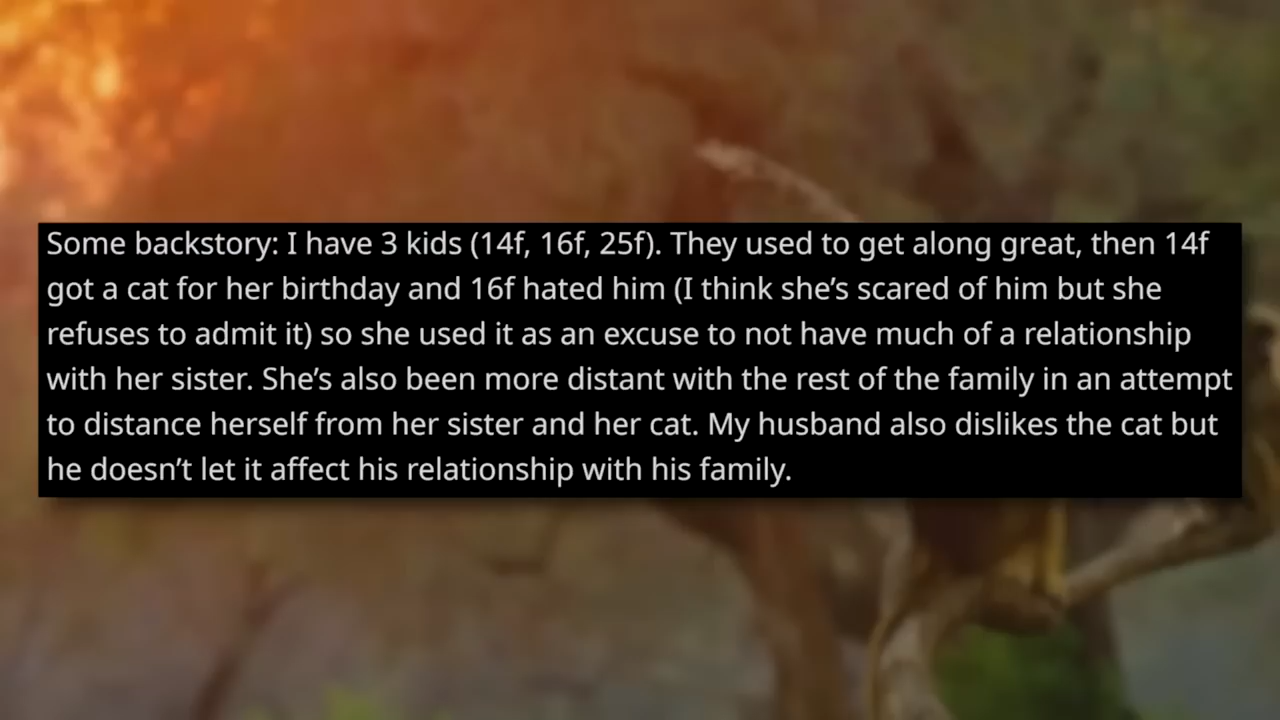 Some backstory: I have 3 kids (14f, 16f, 25f). They used to get along great, then 14f
got a cat for her birthday and 16f hated him (I think she’s scared of him but she
refuses to admit it) so she used it as an excuse to not have much of a relationship
with her sister. She’s also been more distant with the rest of the family in an attempt
to distance herself from her sister and her cat. My husband also dislikes the cat but
he doesn’t let it affect his relationship with his family.